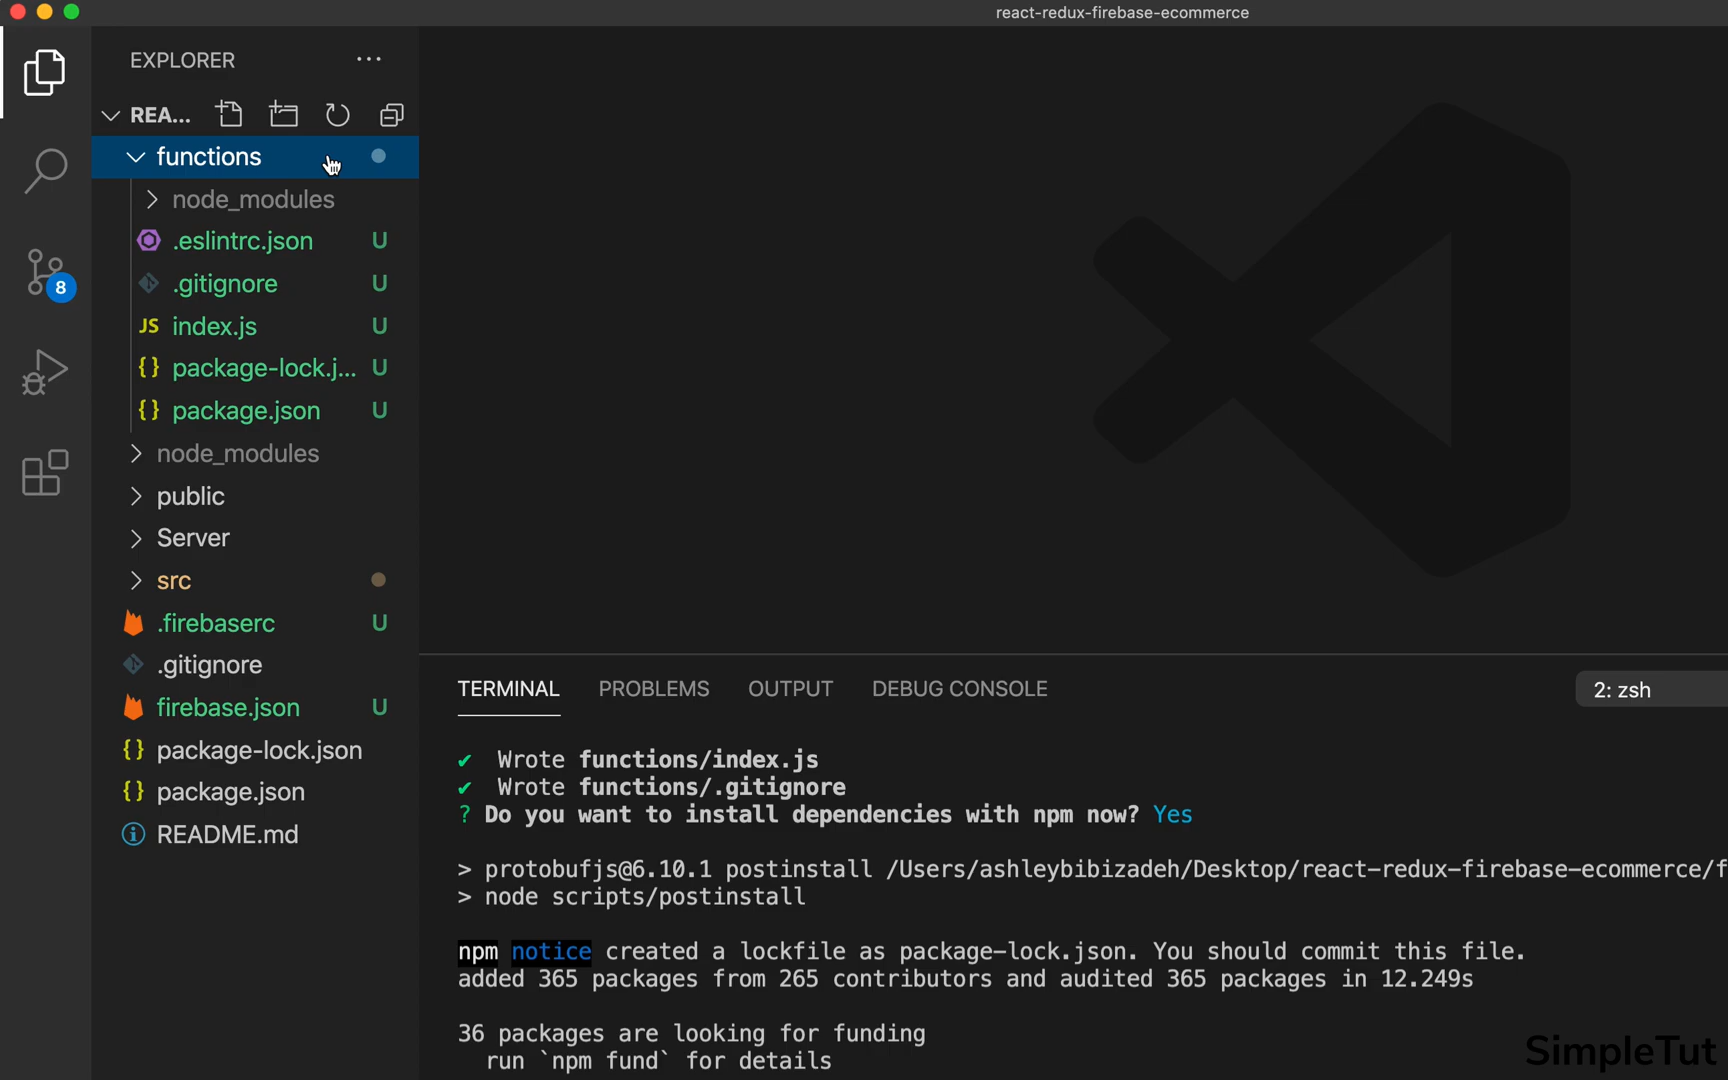 react-redux-firebase-ecommerce
EXPLORER
REA...
functions
node_modules
.eslintrc.json U
.gitignore U
JS index.js U
{} package-lock.j... U
{} package.json U
node_modules
public
Server
src
.firebaserc U
.gitignore
firebase.json U
{} package-lock.json
{} package.json
README.md
8
TERMINAL PROBLEMS OUTPUT DEBUG CONSOLE 2: zsh
✔ Wrote functions/index.js
✔ Wrote functions/.gitignore
? Do you want to install dependencies with npm now? Yes
> protobufjs@6.10.1 postinstall /Users/ashleybibizadeh/Desktop/react-redux-firebase-ecommerce/f
> node scripts/postinstall
npm notice created a lockfile as package-lock.json. You should commit this file.
added 365 packages from 265 contributors and audited 365 packages in 12.249s
36 packages are looking for funding
run `npm fund` for details
SimpleTut